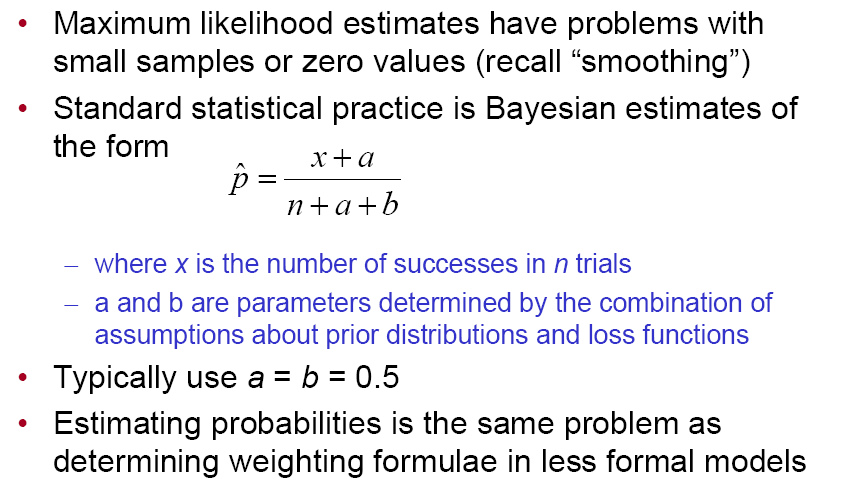 • Maximum likelihood estimates have problems with
small samples or zero values (recall “smoothing”)
• Standard statistical practice is Bayesian estimates of
the form
p̂ = (x + a) / (n + a + b)
– where x is the number of successes in n trials
– a and b are parameters determined by the combination of
assumptions about prior distributions and loss functions
• Typically use a = b = 0.5
• Estimating probabilities is the same problem as
determining weighting formulae in less formal models